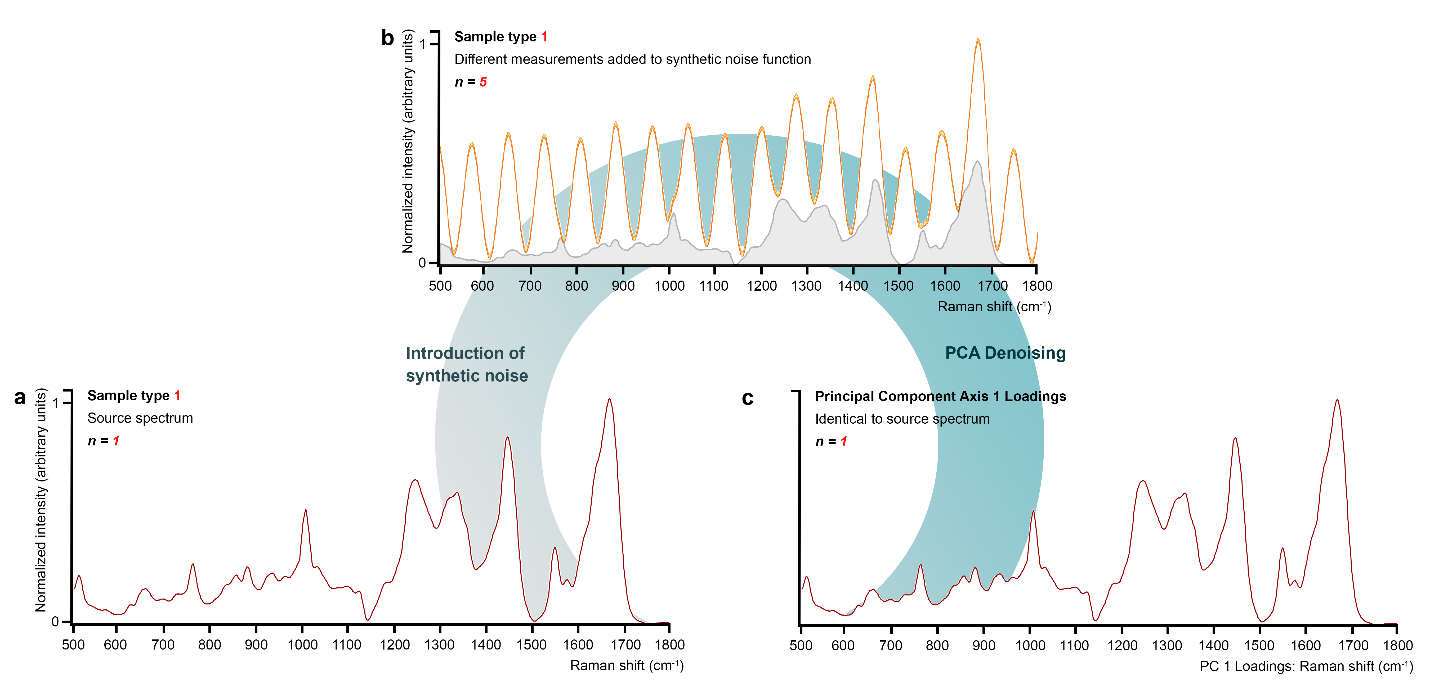 b
Normalized intensity (arbitrary units)
1
0
Sample type 1
Different measurements added to synthetic noise function
n = 5
500 600 700 800 900 1000 1100 1200 1300 1400 1500 1600 1700 1800
Raman shift (cm-1)
Introduction of
synthetic noise
PCA Denoising
a
Normalized intensity (arbitrary units)
1
0
Sample type 1
Source spectrum
n = 1
500 600 700 800 900 1000 1100 1200 1300 1400 1500 1600 1700 1800
Raman shift (cm-1)
c
Principal Component Axis 1 Loadings
Identical to source spectrum
n = 1
500 600 700 800 900 1000 1100 1200 1300 1400 1500 1600 1700 1800
PC 1 Loadings: Raman shift (cm-1)